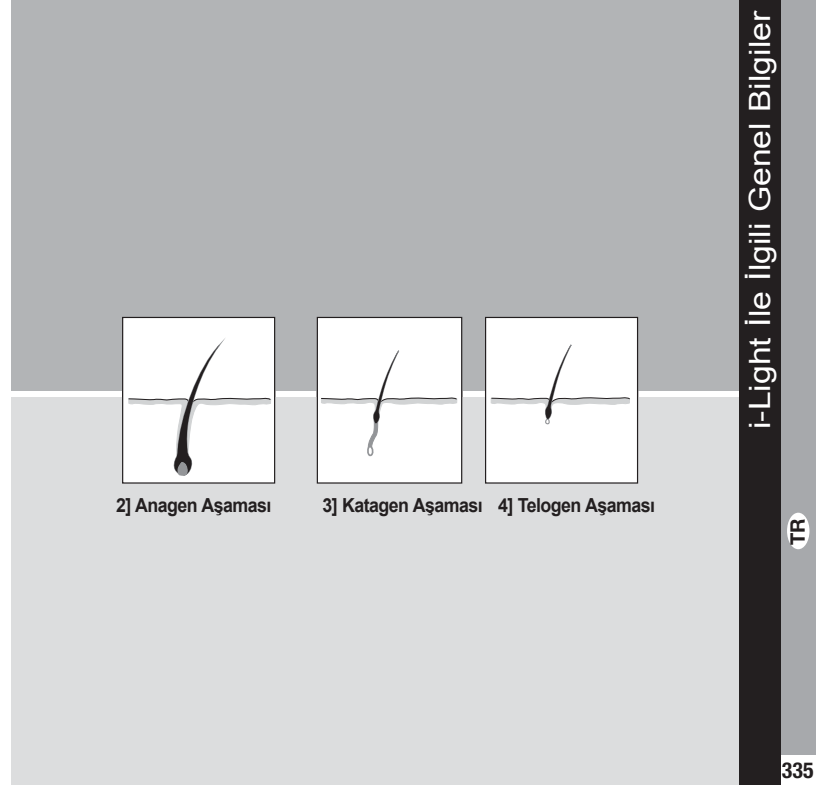 i-Light İle İlgili Genel Bilgiler
2] Anagen Aşaması
3] Katagen Aşaması
4] Telogen Aşaması
TR
335